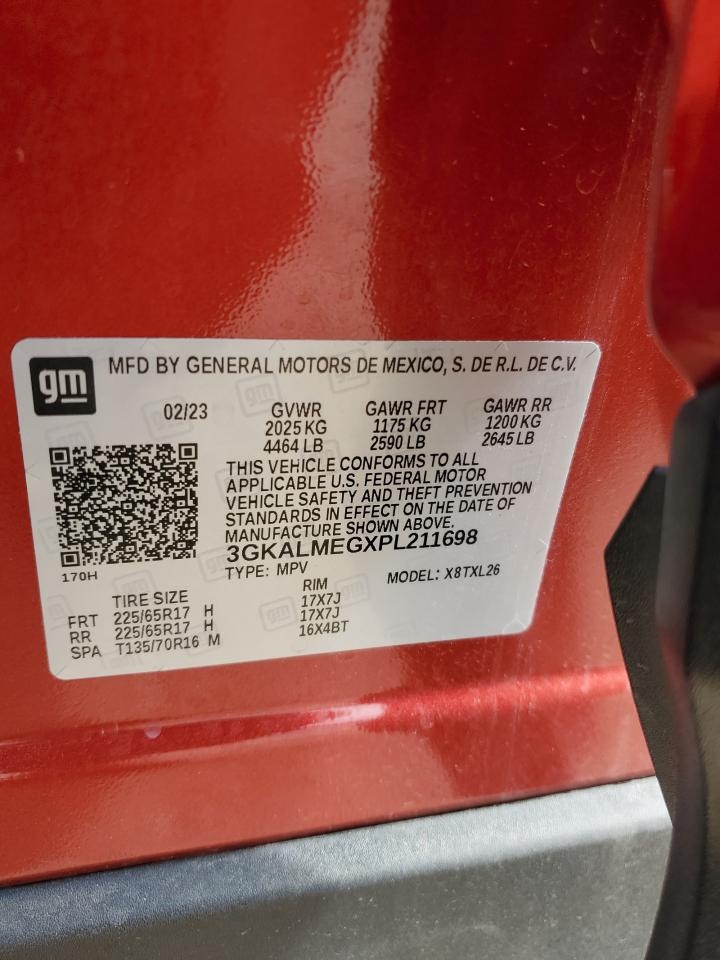 gm
MFD BY GENERAL MOTORS DE MEXICO, S. DE R.L. DE C.V.
02/23 GVWR GAWR FRT GAWR RR
2025 KG 1175 KG 1200 KG
4464 LB 2590 LB 2645 LB
THIS VEHICLE CONFORMS TO ALL
APPLICABLE U.S. FEDERAL MOTOR
VEHICLE SAFETY AND THEFT PREVENTION
STANDARDS IN EFFECT ON THE DATE OF
MANUFACTURE SHOWN ABOVE.
3GKALMEGXPL211698
170H
TYPE: MPV MODEL: X8TXL26
TIRE SIZE RIM
FRT 225/65R17 H 17X7J
RR 225/65R17 H 17X7J
SPA T135/70R16 M 16X4BT